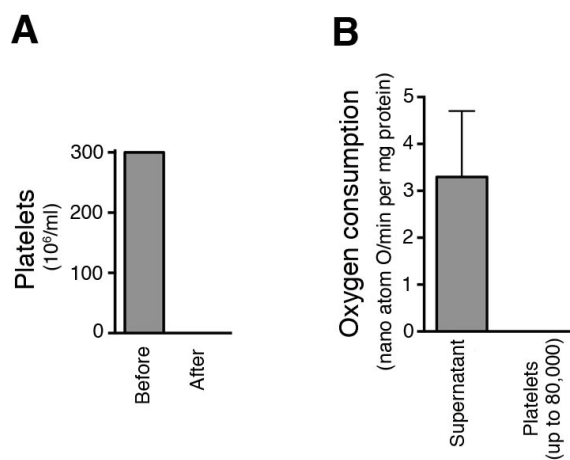 A
Platelets
(10⁶/ml)
300
200
100
0
Before
After
B
Oxygen consumption
(nano atom O/min per mg protein)
5
4
3
2
1
0
Supernatant
Platelets
(up to 80,000)